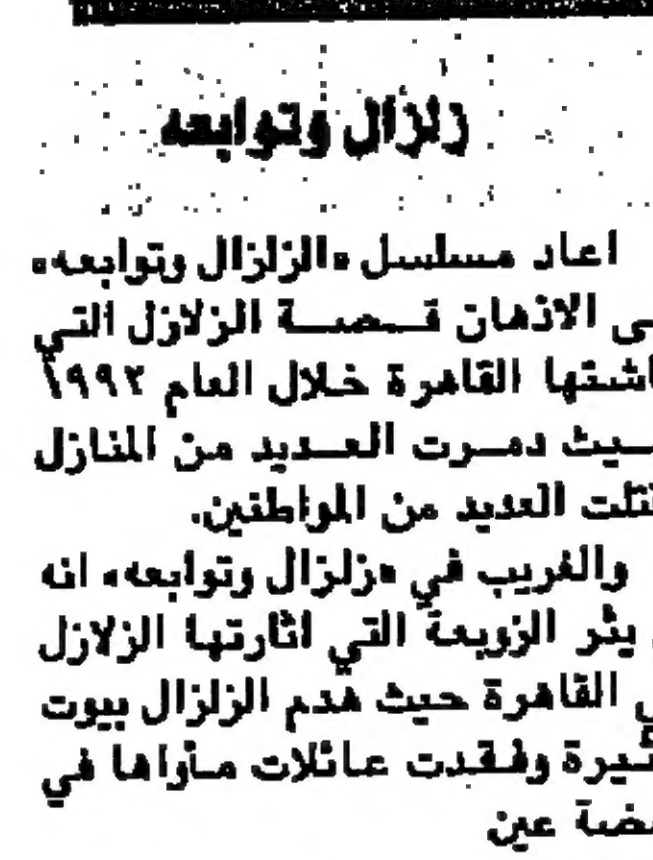 زلزال وتوابعه
اعاد مسلسل «الزلزال وتوابعه»
الاذهان قصة الزلازل التي
القاهرة خلال العام ١٩٩٢
دمرت العديد من المنازل
العديد من المواطنين.
والغريب في «زلزال وتوابعه» انه
يثر الزوبعة التي اثارتها الزلازل
القاهرة حيث هدم الزلزال بيوت
وفقدت عائلات مأواها في
عين